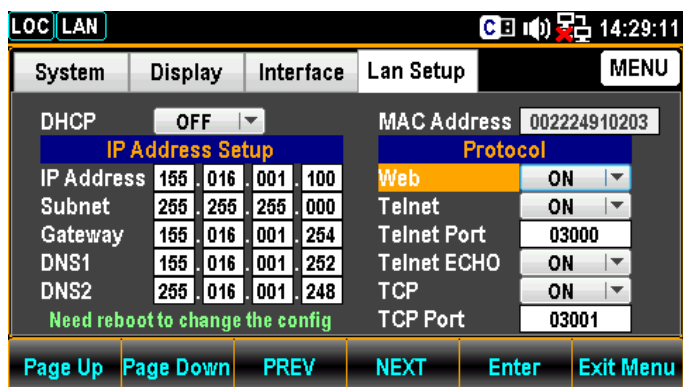 LOC LAN C 14:29:11
System Display Interface Lan Setup MENU
DHCP OFF MAC Address 002224910203
IP Address Setup Protocol
IP Address 155 . 016 . 001 . 100 Web ON
Subnet 255 . 255 . 255 . 000 Telnet ON
Gateway 155 . 016 . 001 . 254 Telnet Port 03000
DNS1 155 . 016 . 001 . 252 Telnet ECHO ON
DNS2 255 . 016 . 001 . 248 TCP ON
Need reboot to change the config TCP Port 03001
Page Up Page Down PREV NEXT Enter Exit Menu